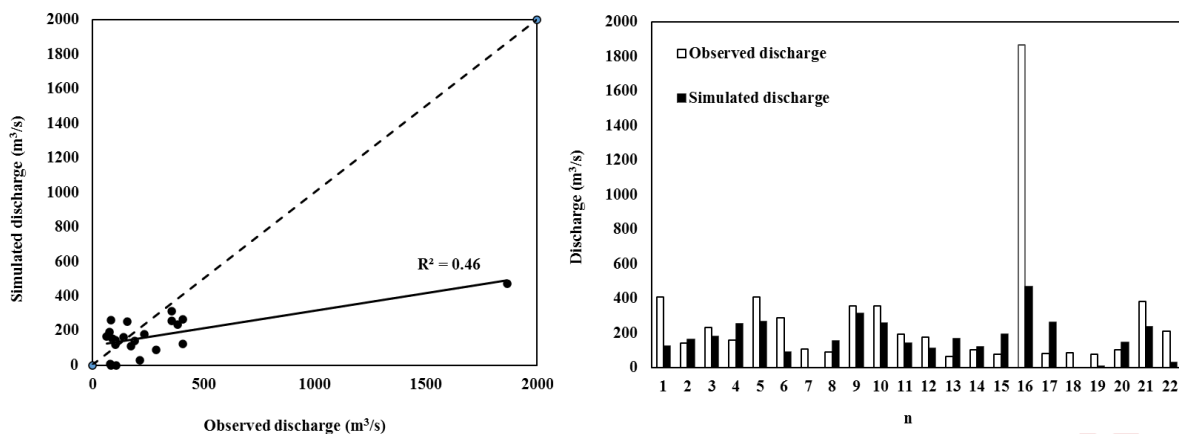 2000
1800
1600
1400
1200
1000
800
600
400
200
0
Simulated discharge (m³/s)
R² = 0.46
0 500 1000 1500 2000
Observed discharge (m³/s)
2000
1800
1600
1400
1200
1000
800
600
400
200
0
Discharge (m³/s)
Observed discharge
Simulated discharge
1 2 3 4 5 6 7 8 9 10 11 12 13 14 15 16 17 18 19 20 21 22
n